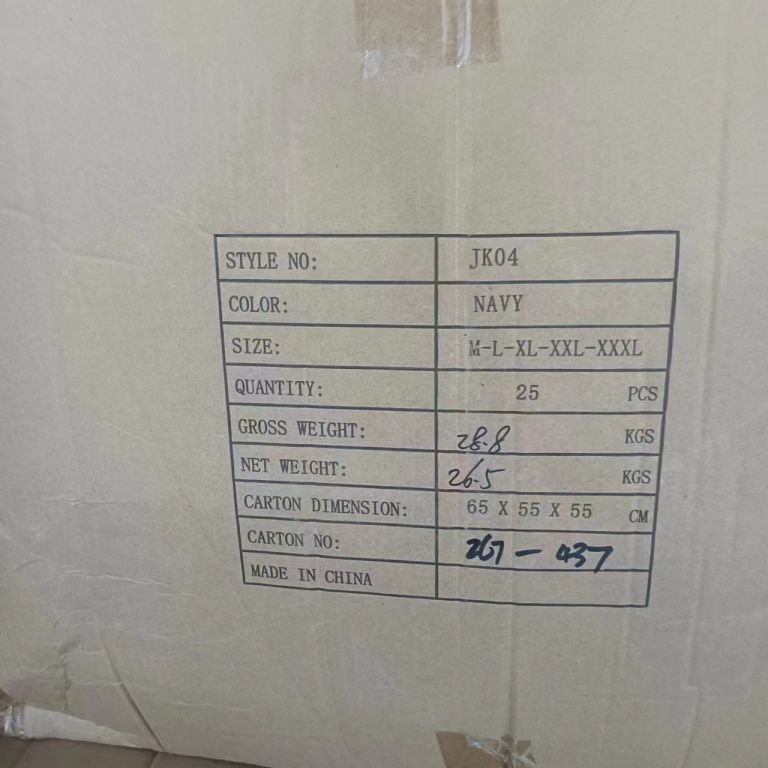 STYLE NO: JK04
COLOR: NAVY
SIZE: M-L-XL-XXL-XXXL
QUANTITY: 25 PCS
GROSS WEIGHT: 28.8 KGS
NET WEIGHT: 26.5 KGS
CARTON DIMENSION: 65 X 55 X 55 CM
CARTON NO: 267 - 437
MADE IN CHINA